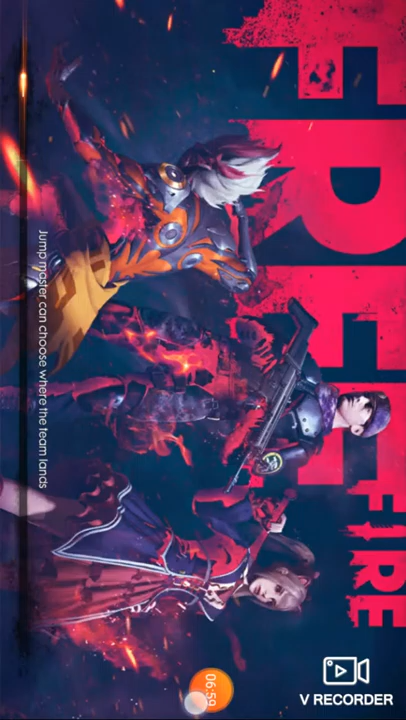 FREE
FIRE
Jump master can choose where the team lands
06:59
V RECORDER